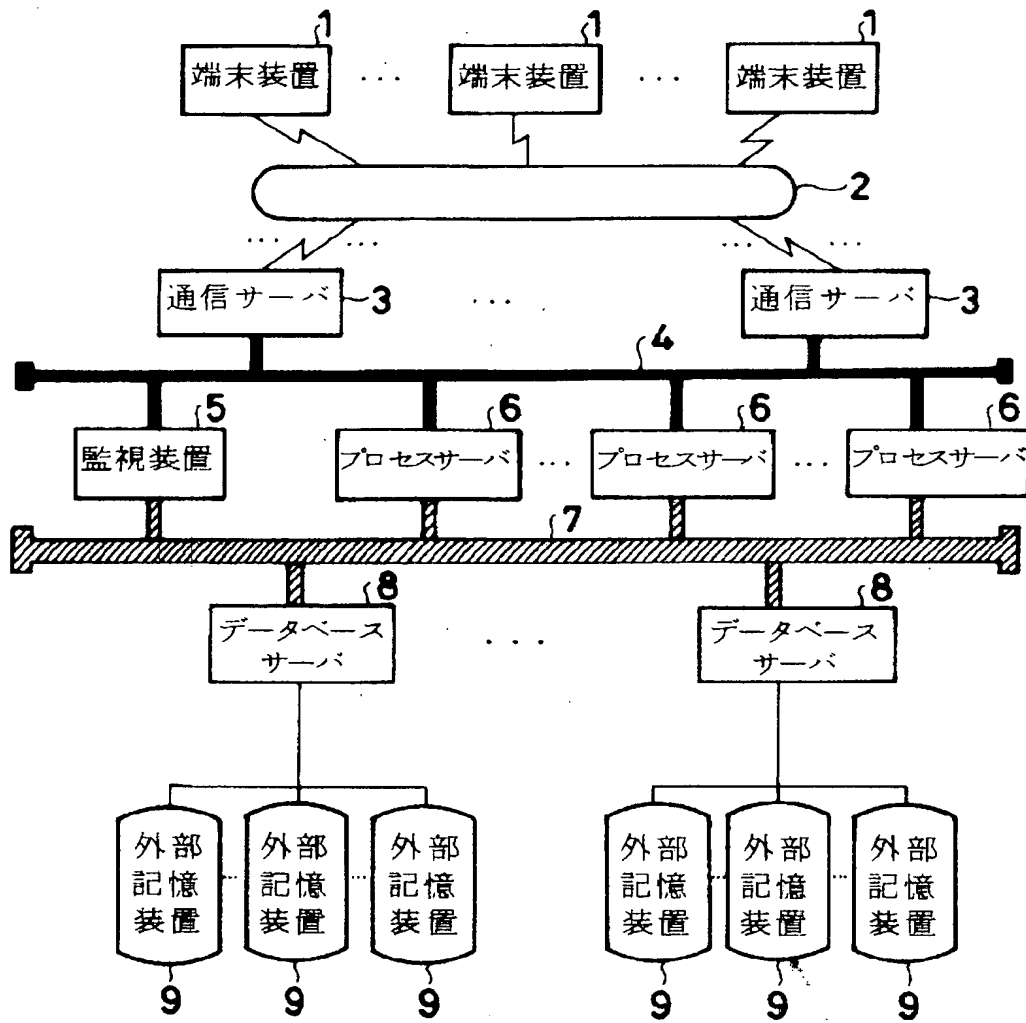 1 1 1
端末装置 ... 端末装置 ... 端末装置
2
... ... ... ...
通信サーバ 3 ... 通信サーバ 3
4
5 6 6 6
監視装置 プロセスサーバ ... プロセスサーバ ... プロセスサーバ
7
8 8
データベース ... データベース
サーバ サーバ
外部 外部 外部 外部 外部 外部
記憶 ... 記憶 ... 記憶 記憶 ... 記憶 ... 記憶
装置 装置 装置 装置 装置 装置
9 9 9 9 9 9